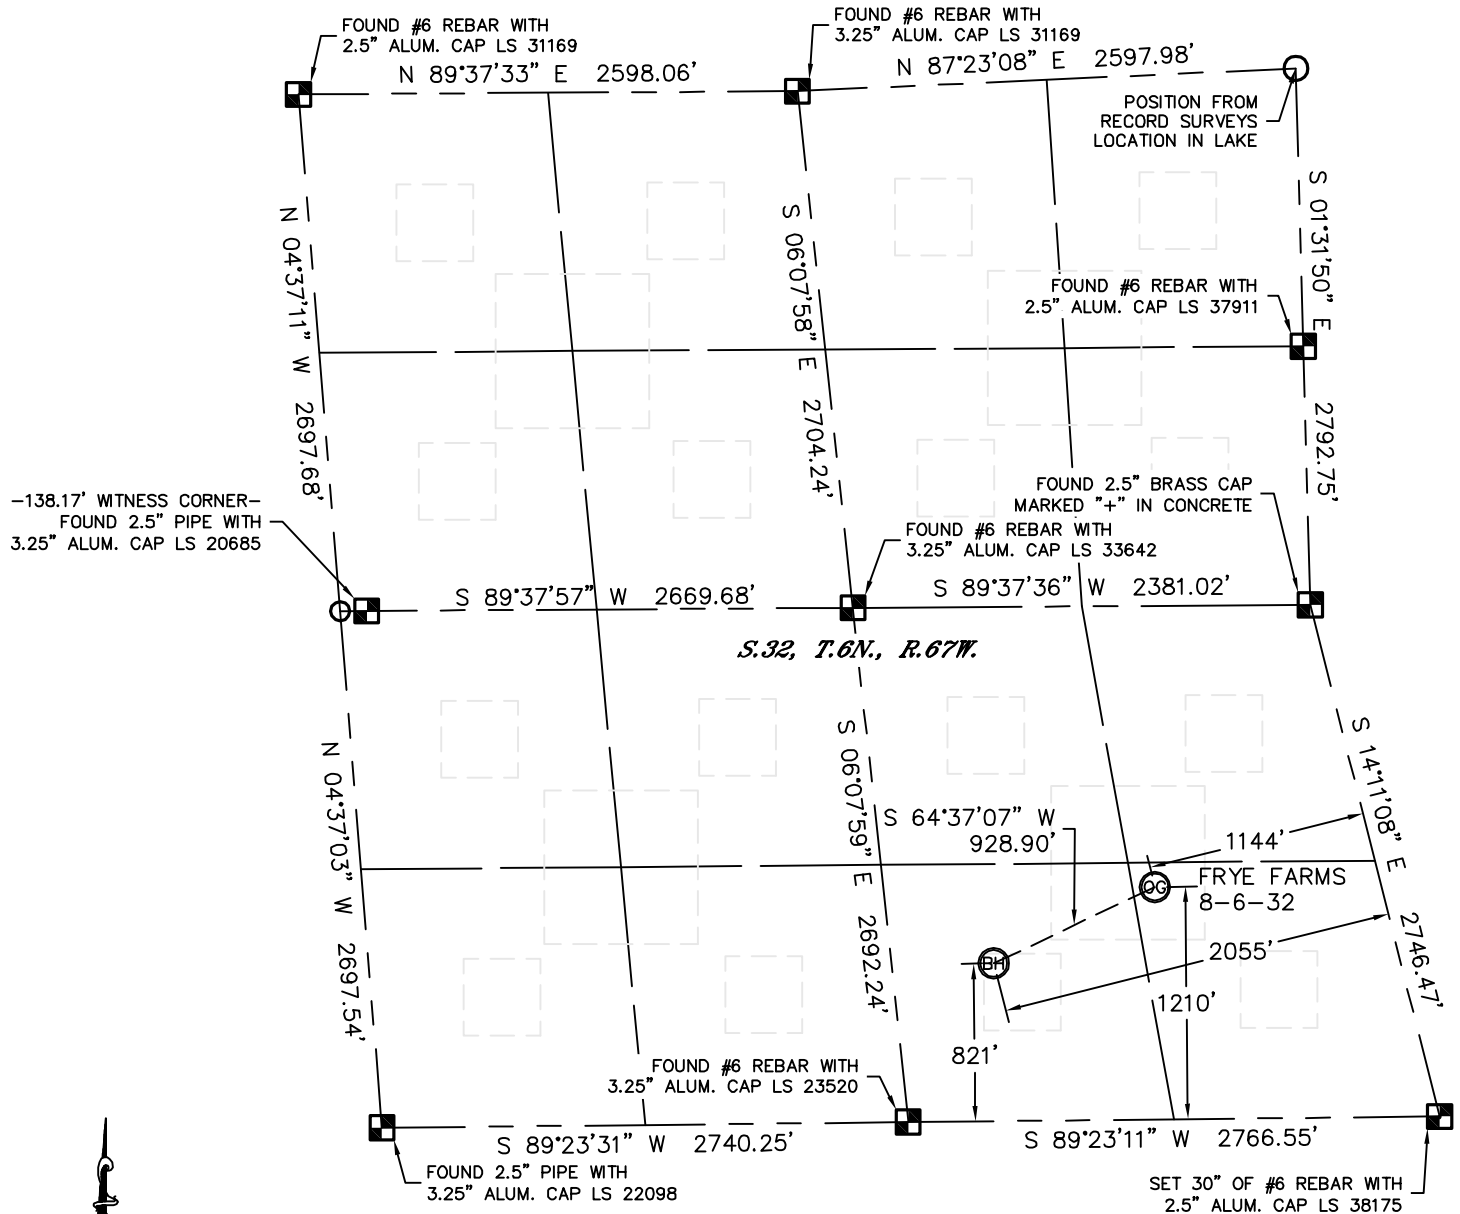 FOUND #6 REBAR WITH
2.5" ALUM. CAP LS 31169
FOUND #6 REBAR WITH
3.25" ALUM. CAP LS 31169
N 89°37'33" E 2598.06'
N 87°23'08" E 2597.98'
POSITION FROM
RECORD SURVEYS
LOCATION IN LAKE
N 04°37'11" W 2697.68'
S 06°07'58" E 2704.24'
S 01°31'50" E 2792.75'
FOUND #6 REBAR WITH
2.5" ALUM. CAP LS 37911
-138.17' WITNESS CORNER-
FOUND 2.5" PIPE WITH
3.25" ALUM. CAP LS 20685
FOUND 2.5" BRASS CAP
MARKED "+" IN CONCRETE
FOUND #6 REBAR WITH
3.25" ALUM. CAP LS 33642
S 89°37'57" W 2669.68'
S 89°37'36" W 2381.02'
S.32, T.6N., R.67W.
N 04°37'03" W 2697.54'
S 06°07'59" E 2692.24'
S 14°11'08" E 2746.47'
S 64°37'07" W
928.90'
1144'
OG
FRYE FARMS
8-6-32
BH
2055'
1210'
821'
FOUND #6 REBAR WITH
3.25" ALUM. CAP LS 23520
S 89°23'31" W 2740.25'
S 89°23'11" W 2766.55'
FOUND 2.5" PIPE WITH
3.25" ALUM. CAP LS 22098
SET 30" OF #6 REBAR WITH
2.5" ALUM. CAP LS 38175